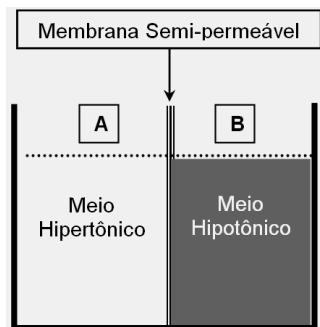 Membrana Semi-permeável
A
B
Meio
Hipertônico
Meio
Hipotônico